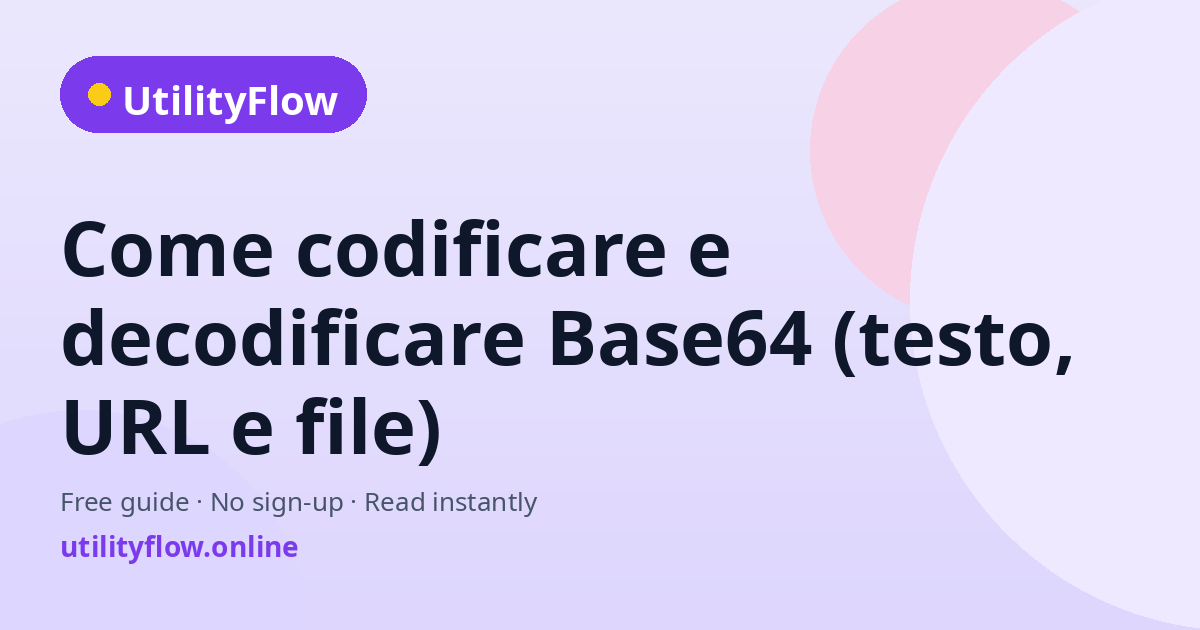 UtilityFlow
Come codificare e
decodificare Base64 (testo,
URL e file)
Free guide · No sign-up · Read instantly
utilityflow.online